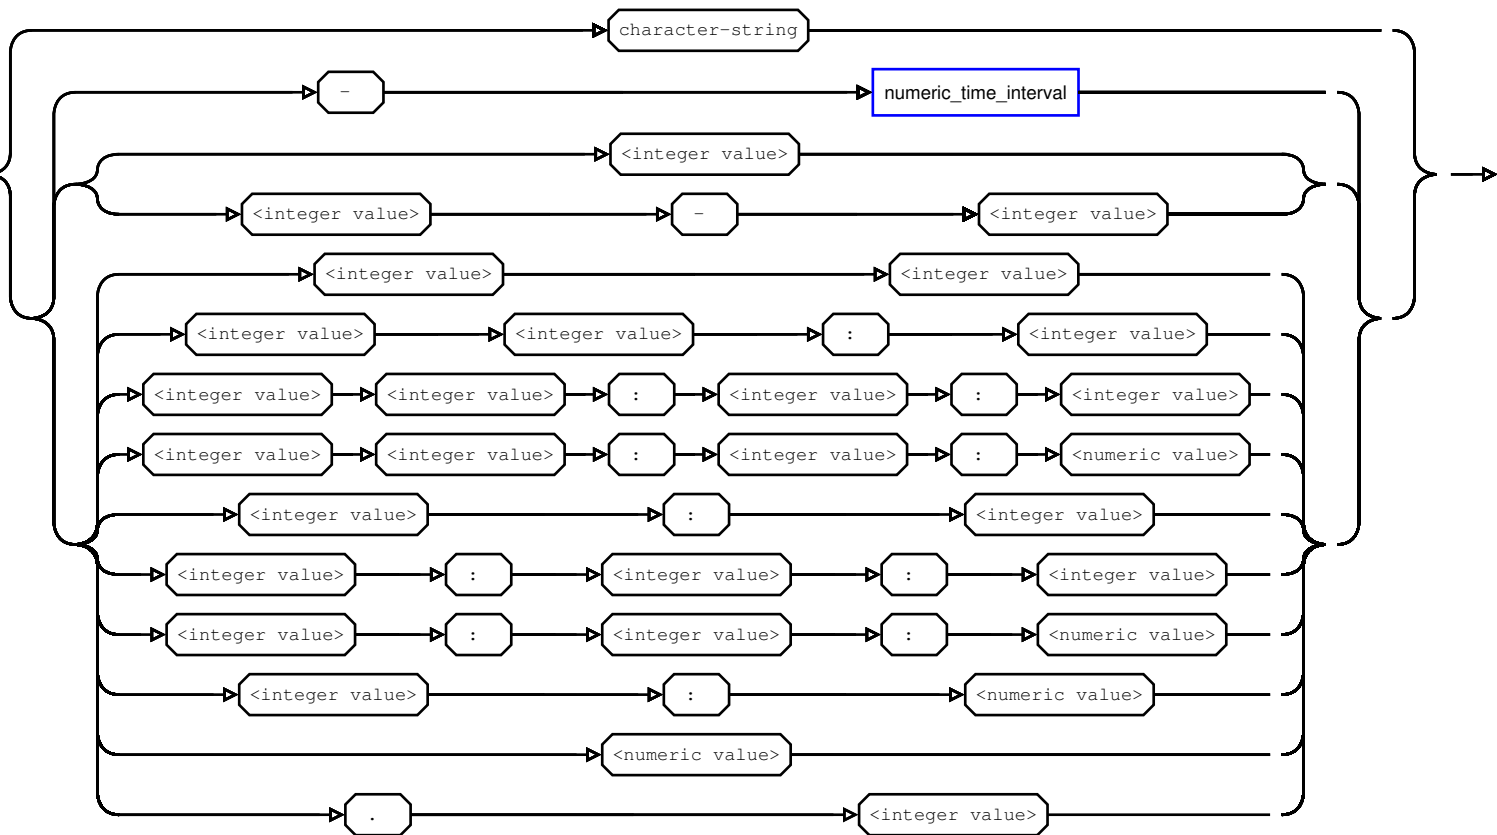 character-string
- numeric_time_interval
<integer value>
<integer value> - <integer value>
<integer value> <integer value>
<integer value> <integer value> : <integer value>
<integer value> <integer value> : <integer value> : <integer value>
<integer value> <integer value> : <integer value> : <numeric value>
<integer value> : <integer value>
<integer value> : <integer value> : <integer value>
<integer value> : <integer value> : <numeric value>
<integer value> : <numeric value>
<numeric value>
. <integer value>